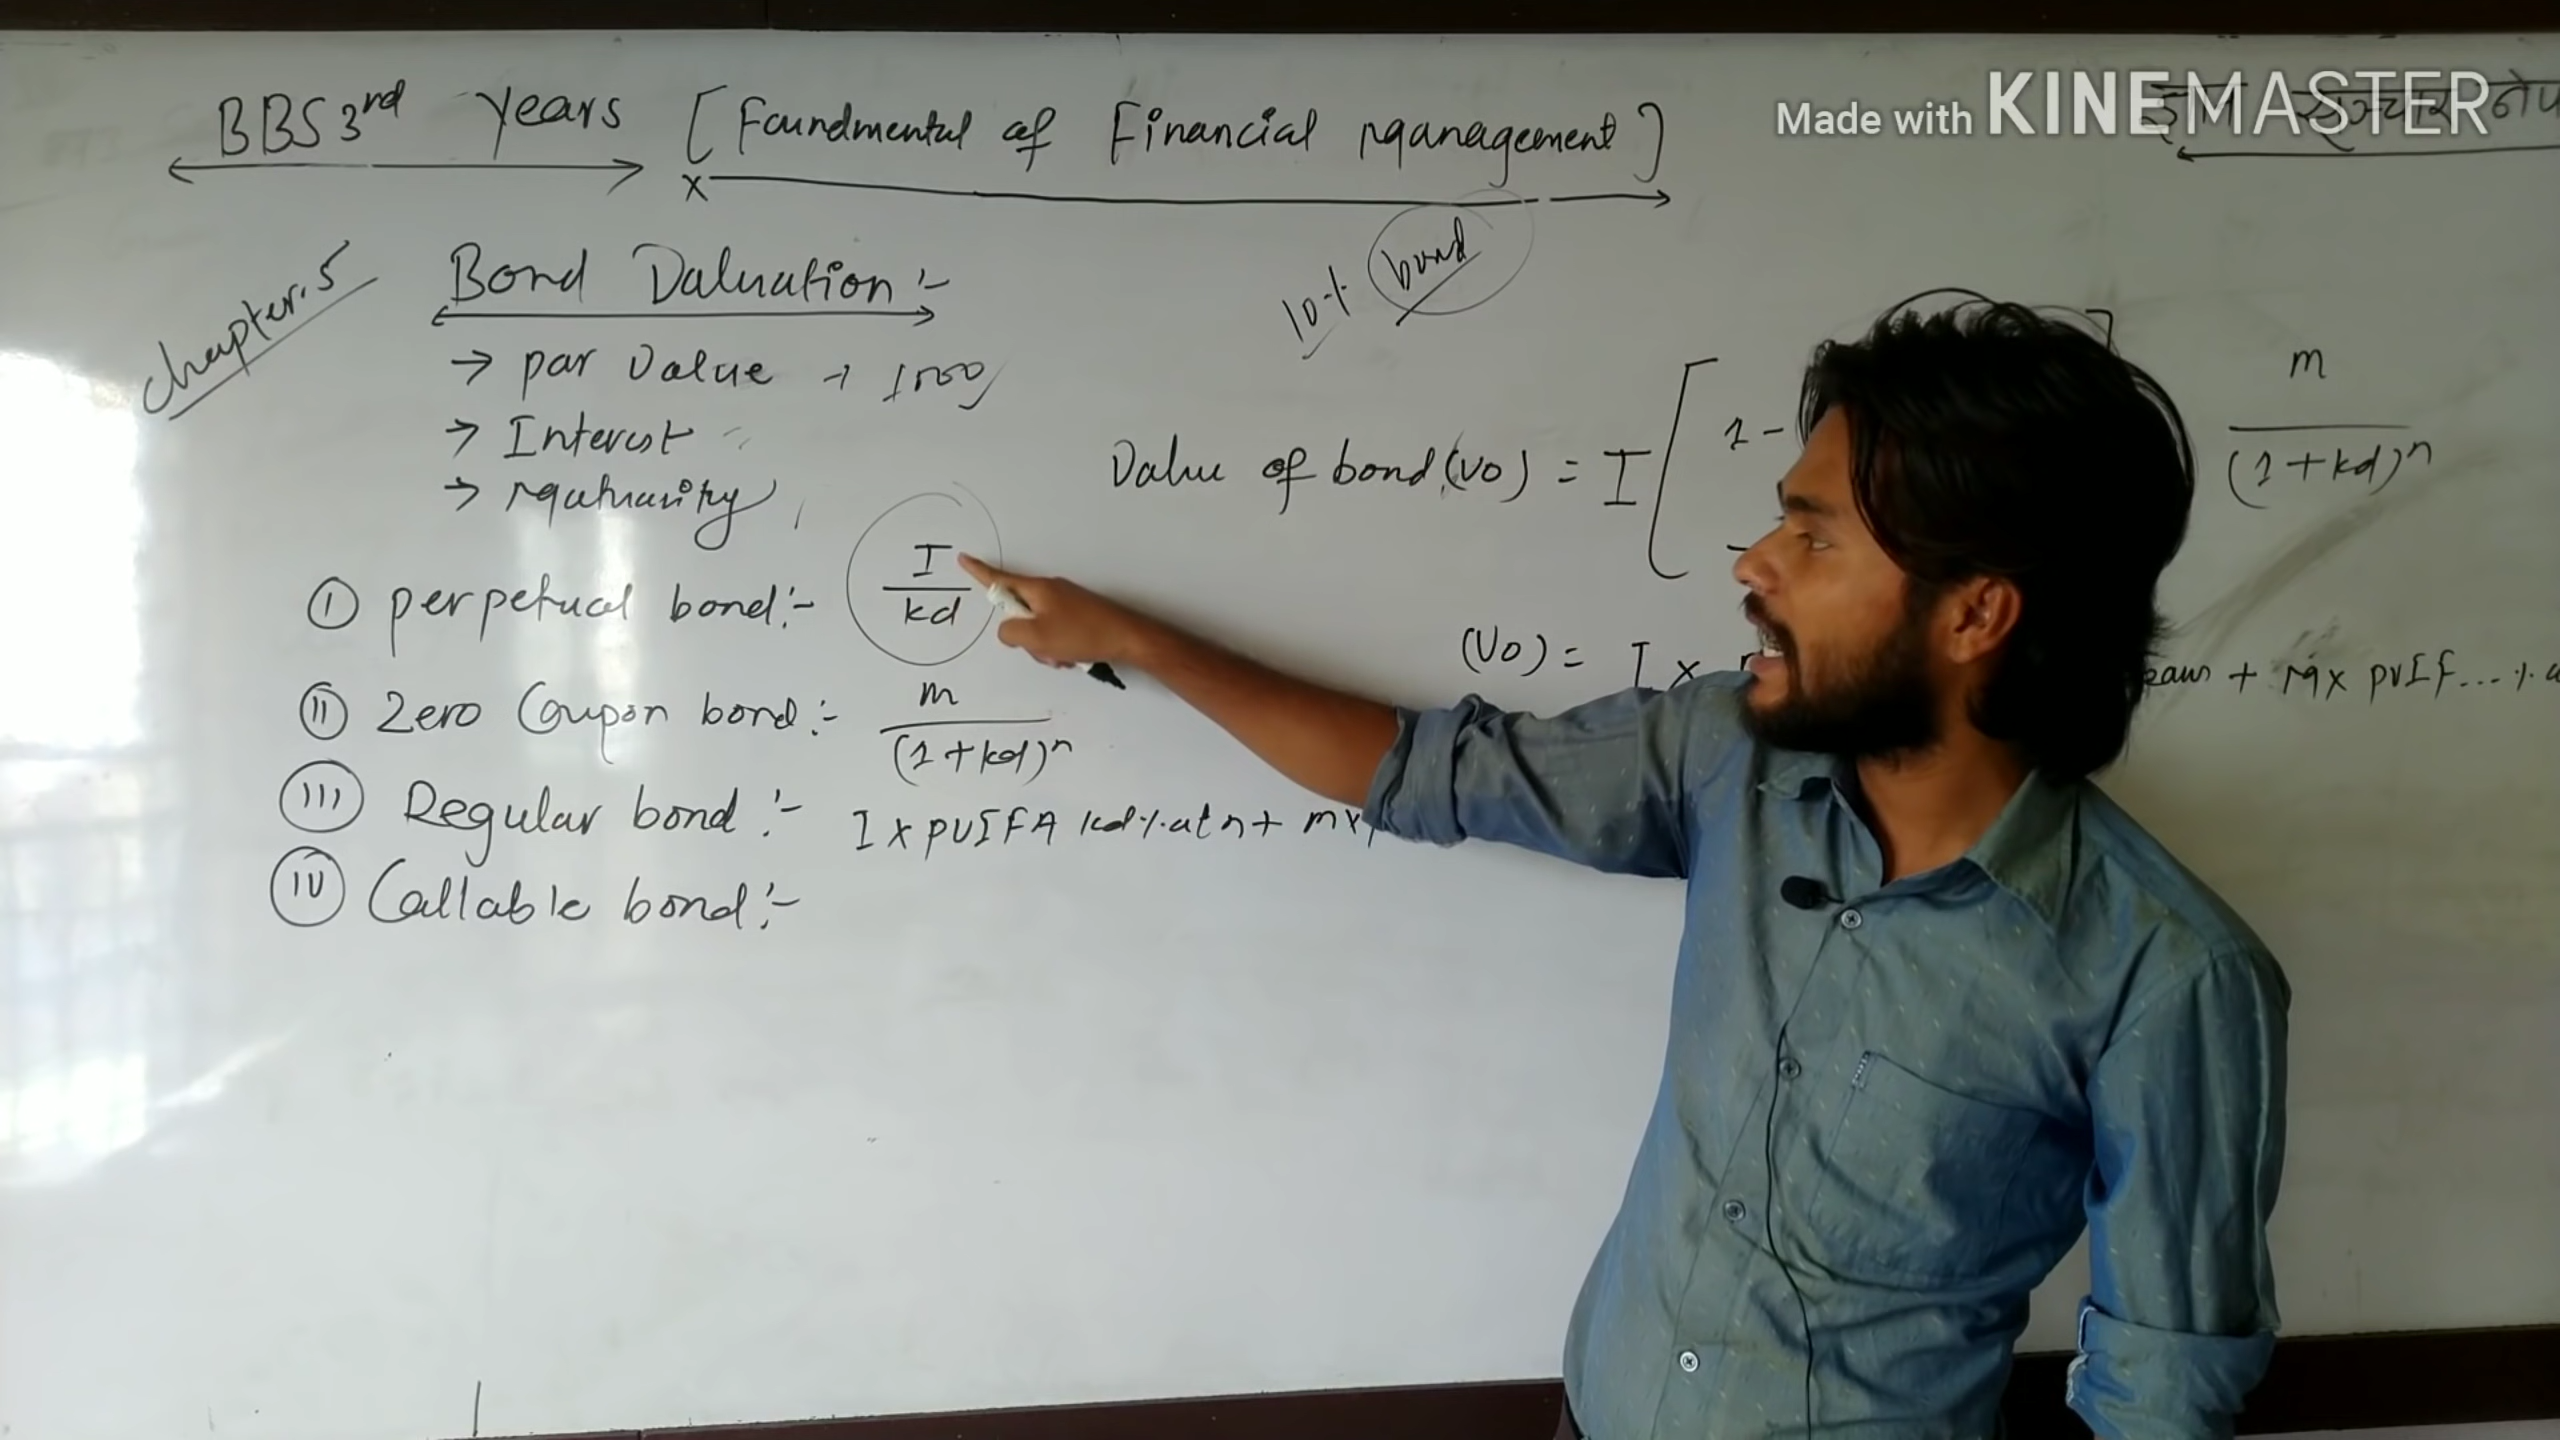 Made with KINEMASTER
BBS 3rd years [Foundmental of Financial management]
chapter.5
Bond Valuation :-
10% bond
→ par value → 1000
→ Interest
→ maturity
Value of bond (Vo) = I [ 1 -
m
(1+kd)^n
(Vo) = I x
+ m x PVIF...%
(I) perpetual bond :- I
kd
(II) Zero Coupon bond :- m
(1+kd)^n
(III) Regular bond :- I x PVIFA kd% at n + m x
(IV) Callable bond :-